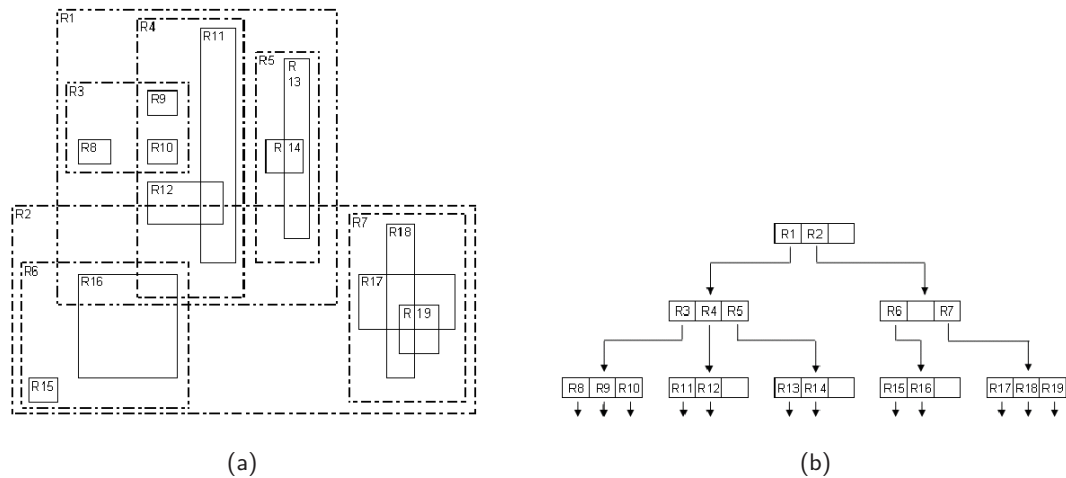 R1
R4
R11
R5
R
13
R3
R9
R8
R10
R 14
R12
R2
R7
R18
R6
R16
R17
R 19
R15
R1 R2
R3 R4 R5
R6 R7
R8 R9 R10
R11 R12
R13 R14
R15 R16
R17 R18 R19
(a)
(b)